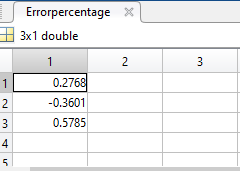 Errorpercentage
3x1 double
1 2 3
1 0.2768
2 -0.3601
3 0.5785
4
5